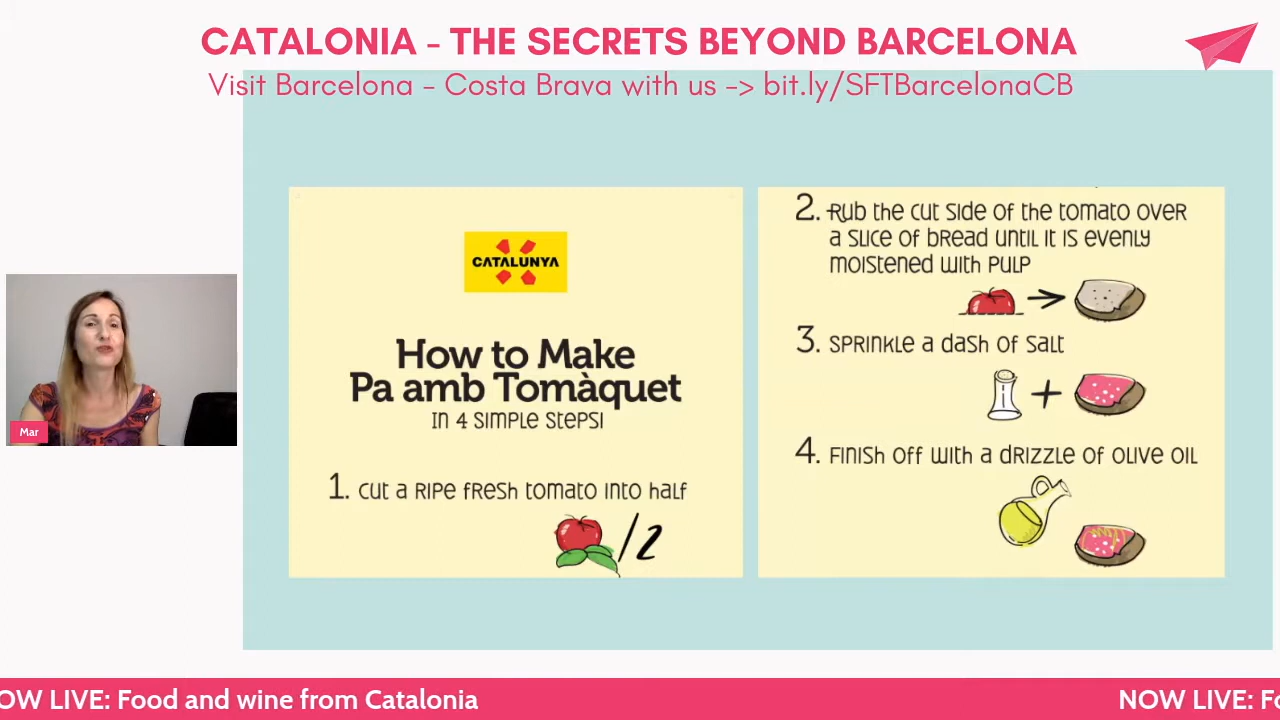 CATALONIA - THE SECRETS BEYOND BARCELONA
Visit Barcelona - Costa Brava with us -> bit.ly/SFTBarcelonaCB
CATALUNYA
How to Make
Pa amb Tomàquet
IN 4 SIMPLE STEPS!
1. CUT A RIPE FRESH TOMATO INTO HALF
/2
2. RUB THE CUT SIDE OF THE TOMATO OVER
A SLICE OF BREAD UNTIL IT IS EVENLY
MOISTENED WITH PULP
3. SPRINKLE A DASH OF SALT
+
4. FINISH OFF WITH A DRIZZLE OF OLIVE OIL
Mar
OW LIVE: Food and wine from Catalonia
NOW LIVE: Fo